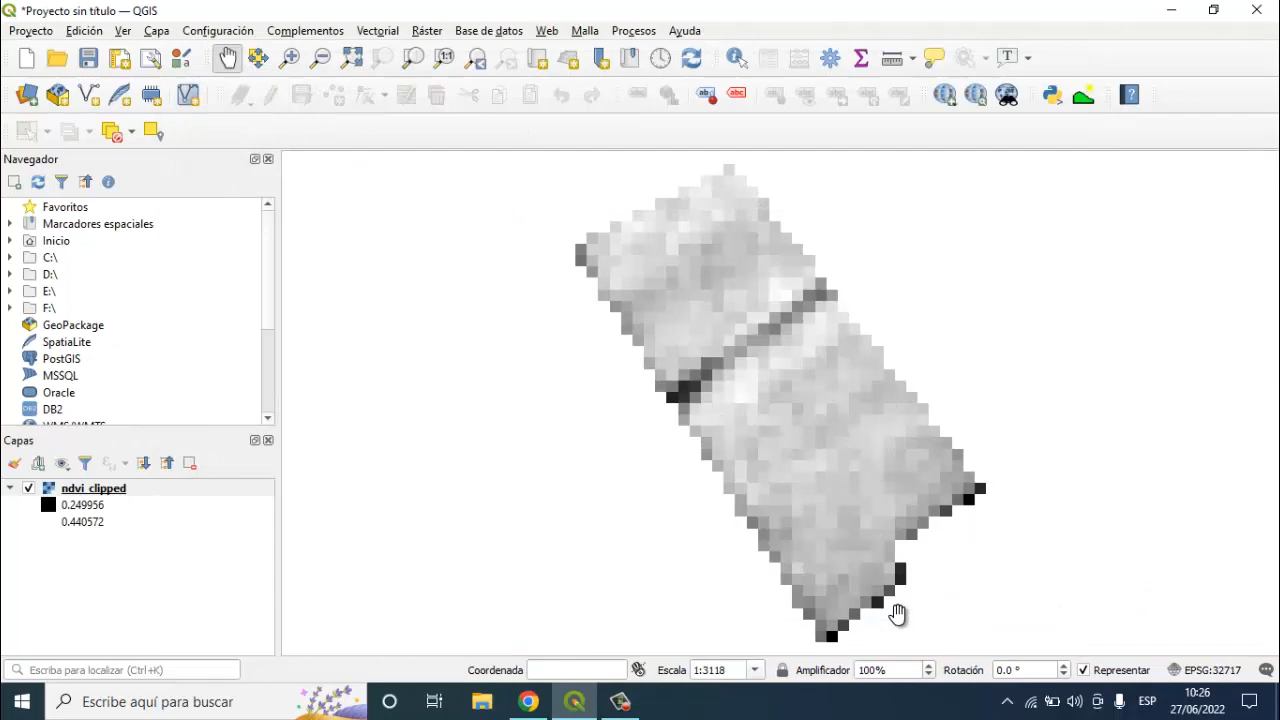 *Proyecto sin título — QGIS
Proyecto Edición Ver Capa Configuración Complementos Vectorial Ráster Base de datos Web Malla Procesos Ayuda
Navegador
Favoritos
Marcadores espaciales
Inicio
C:\
D:\
E:\
F:\
GeoPackage
SpatiaLite
PostGIS
MSSQL
Oracle
DB2
WMS/WMTS
Capas
ndvi_clipped
0.249956
0.440572
Escriba para localizar (Ctrl+K) Coordenada Escala 1:3118 Amplificador 100% Rotación 0.0 ° Representar EPSG:32717
Escribe aquí para buscar ESP 10:26
27/06/2022